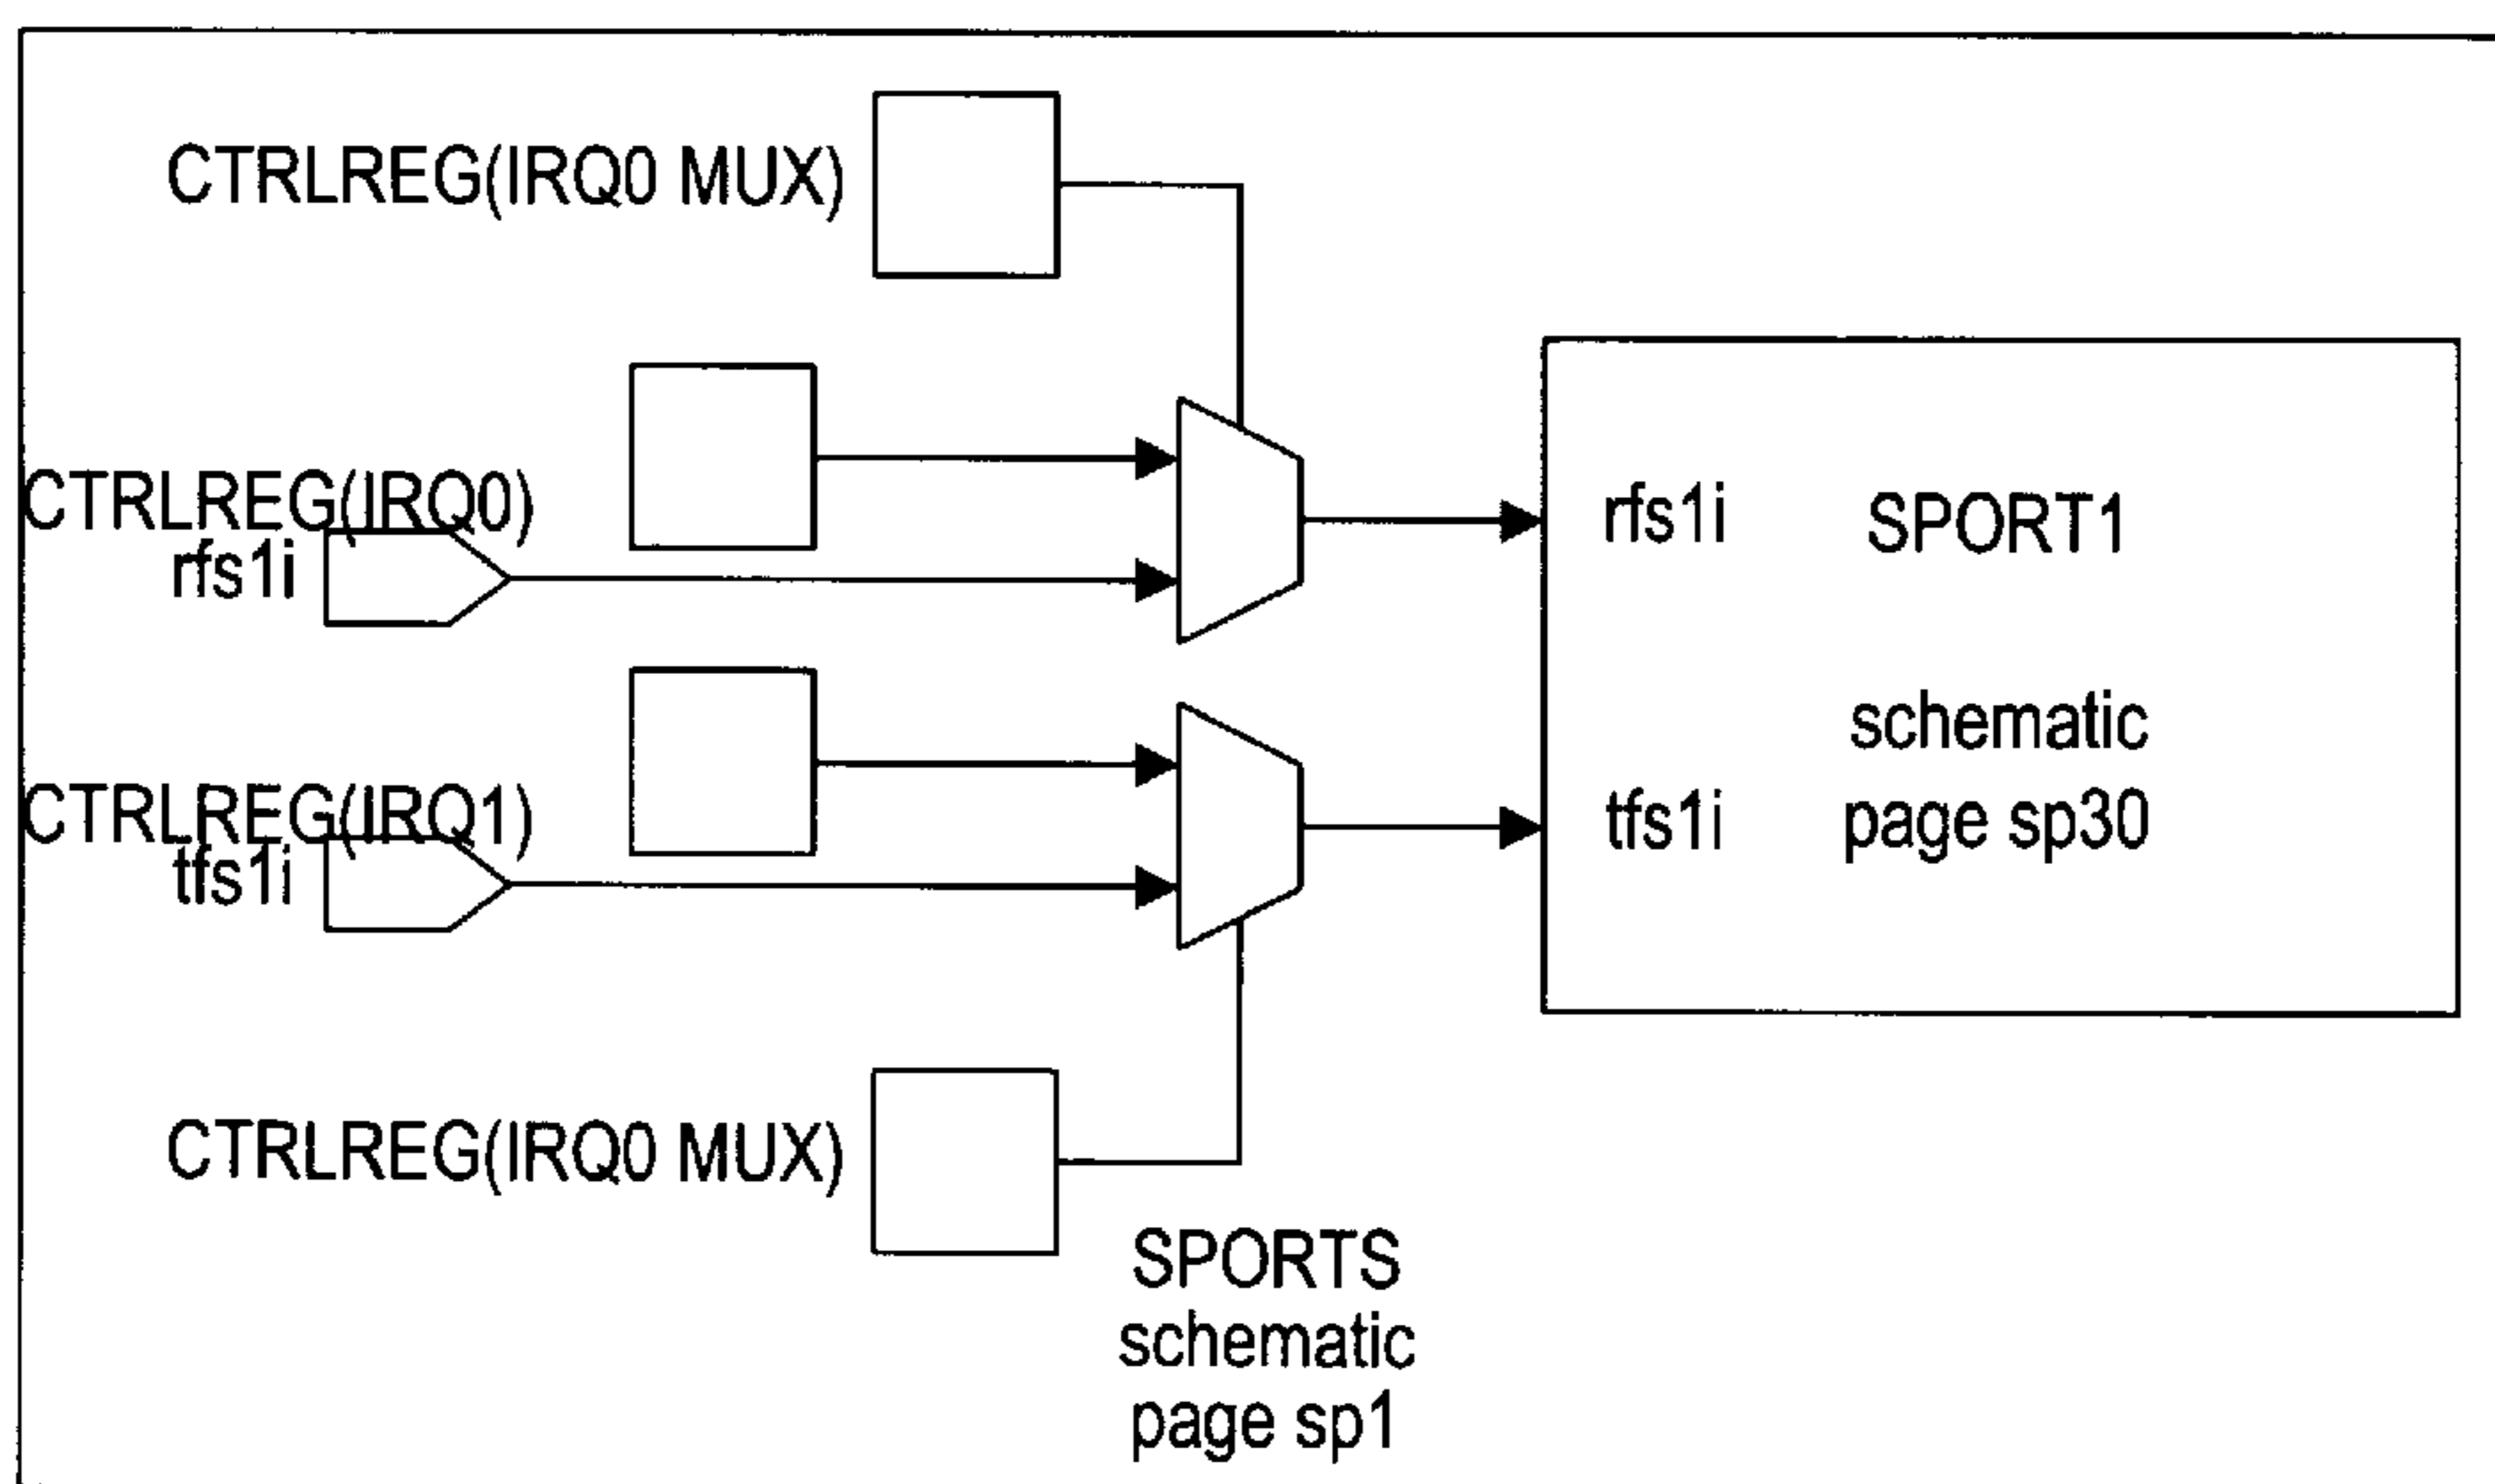 CTRLREG(IRQ0 MUX)
CTRLREG(IRQ0)
rfs1i
CTRLREG(IRQ1)
tfs1i
CTRLREG(IRQ0 MUX)
rfs1i
SPORT1
schematic
tfs1i
page sp30
SPORTS
schematic
page sp1